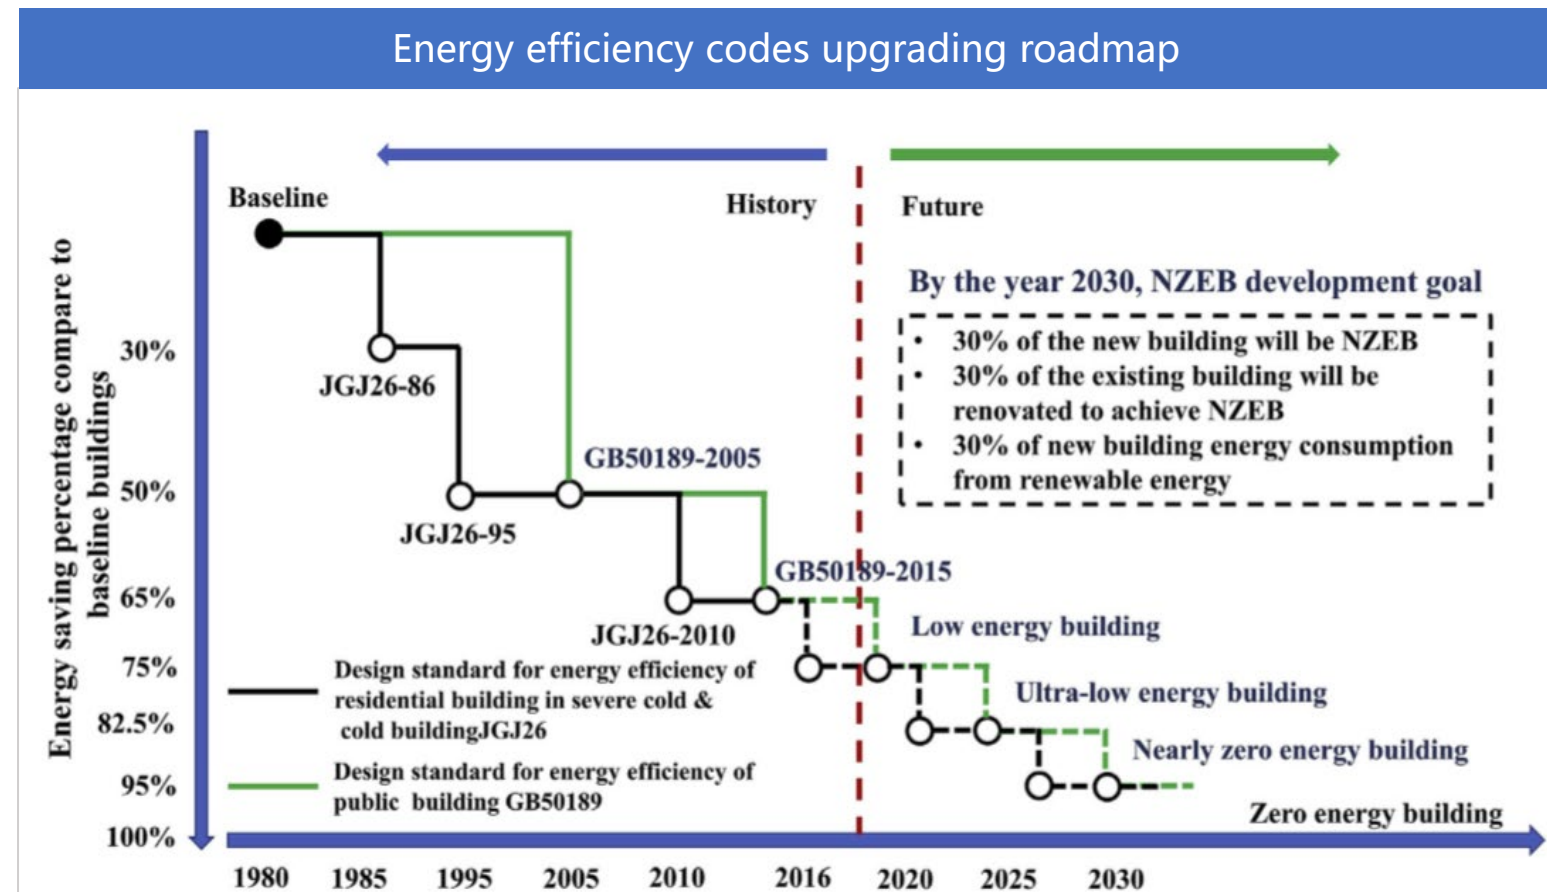 Energy efficiency codes upgrading roadmap
Baseline
History
Future
By the year 2030, NZEB development goal
• 30% of the new building will be NZEB
• 30% of the existing building will be
renovated to achieve NZEB
• 30% of new building energy consumption
from renewable energy
Energy saving percentage compare to
baseline buildings
30%
50%
65%
75%
82.5%
95%
100%
JGJ26-86
GB50189-2005
JGJ26-95
GB50189-2015
JGJ26-2010
Low energy building
Ultra-low energy building
Nearly zero energy building
Zero energy building
Design standard for energy efficiency of
residential building in severe cold &
cold buildingJGJ26
Design standard for energy efficiency of
public building GB50189
1980 1985 1995 2005 2010 2016 2020 2025 2030